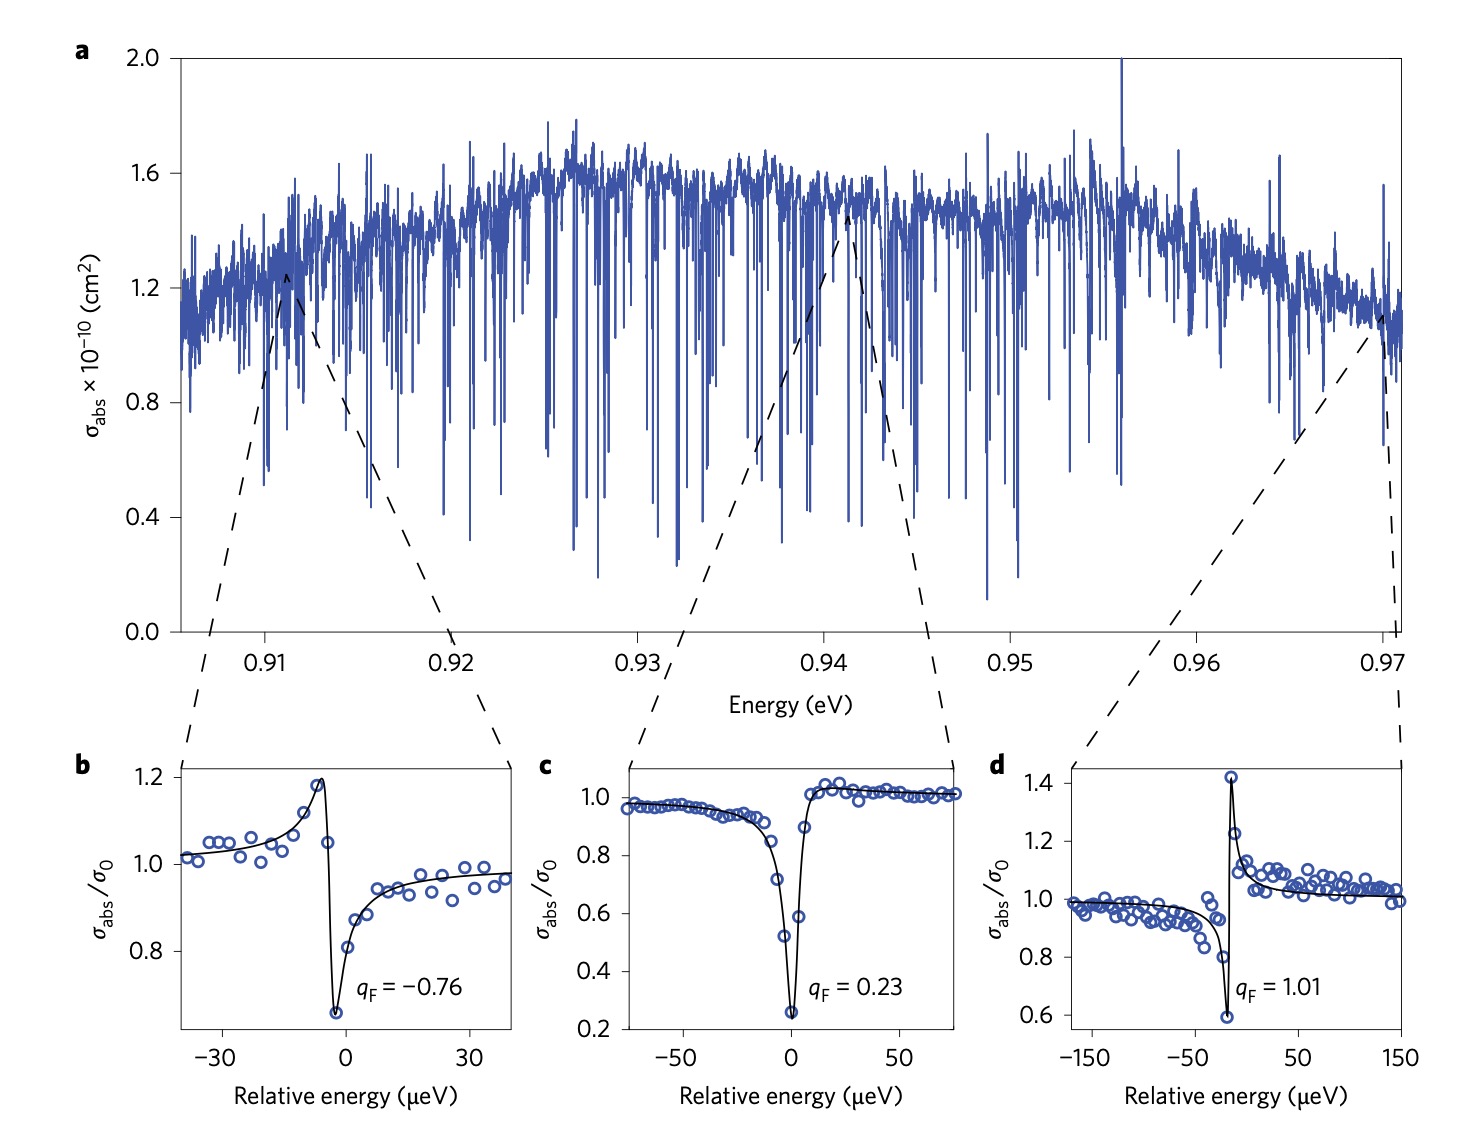 a
2.0
1.6
1.2
0.8
0.4
0.0
σabs × 10−10 (cm2)
0.91 0.92 0.93 0.94 0.95 0.96 0.97
Energy (eV)
b
1.2
1.0
0.8
σabs/σ0
qF = −0.76
−30 0 30
Relative energy (μeV)
c
1.0
0.8
0.6
0.4
0.2
σabs/σ0
qF = 0.23
−50 0 50
Relative energy (μeV)
d
1.4
1.2
1.0
0.8
0.6
σabs/σ0
qF = 1.01
−150 −50 50 150
Relative energy (μeV)